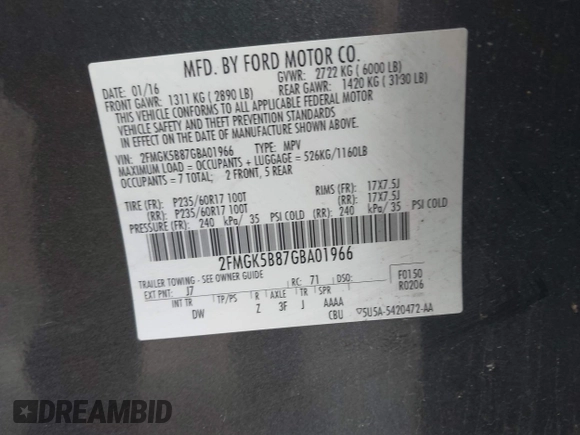 MFD. BY FORD MOTOR CO.
DATE: 01/16 GVWR: 2722 KG ( 6000 LB)
FRONT GAWR: 1311 KG ( 2890 LB) REAR GAWR: 1420 KG ( 3130 LB)
THIS VEHICLE CONFORMS TO ALL APPLICABLE FEDERAL MOTOR
VEHICLE SAFETY AND THEFT PREVENTION STANDARDS
IN EFFECT ON THE DATE OF MANUFACTURE SHOWN ABOVE.
VIN: 2FMGK5B87GBA01966 TYPE: MPV
MAXIMUM LOAD = OCCUPANTS + LUGGAGE = 526KG/1160LB
OCCUPANTS = 7 TOTAL; 2 FRONT, 5 REAR
TIRE (FR): P235/60R17 100T RIMS (FR): 17X7.5J
(RR): P235/60R17 100T (RR): 17X7.5J
PRESSURE (FR): 240 kPa/ 35 PSI COLD (RR): 240 kPa/ 35 PSI COLD
2FMGK5B87GBA01966
TRAILER TOWING - SEE OWNER GUIDE
EXT PNT: J7 RC: 71 DSO: F0150
INT TR TP/PS R AXLE TR SPR R0206
DW Z 3F J AAAA
CBU 5U5A-5420472-AA
DREAMBID